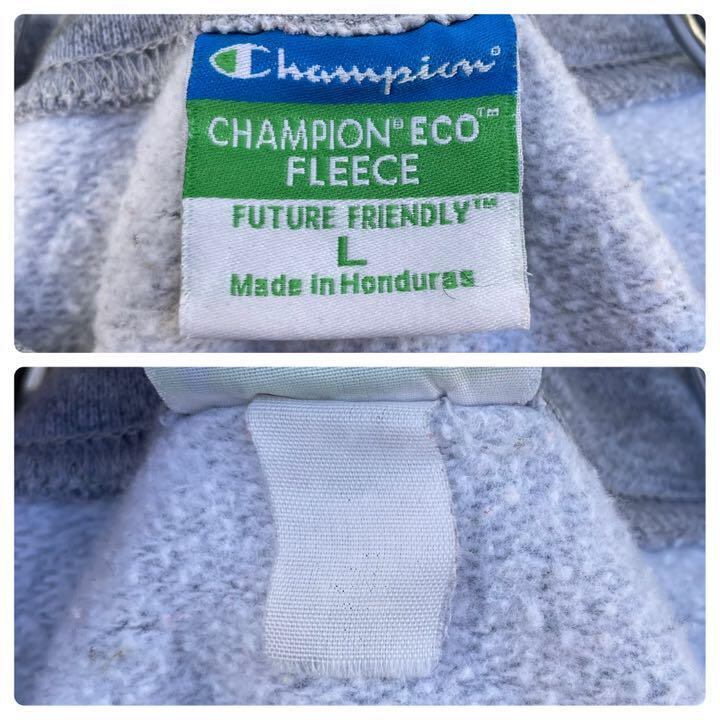 Champion®
CHAMPION® ECO™
FLEECE
FUTURE FRIENDLY™
L
Made in Honduras